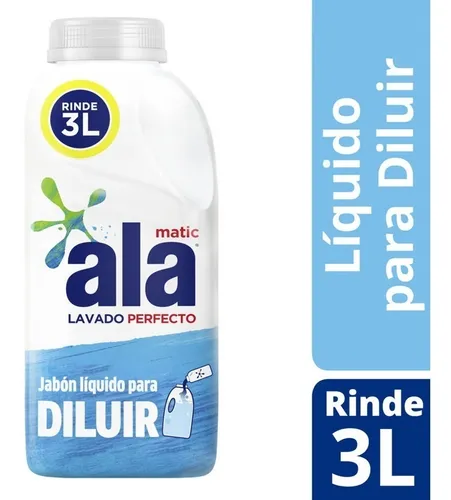 RINDE
3L
matic
ala
LAVADO PERFECTO
Jabón líquido para
DILUIR
Líquido
para Diluir
Rinde
3L